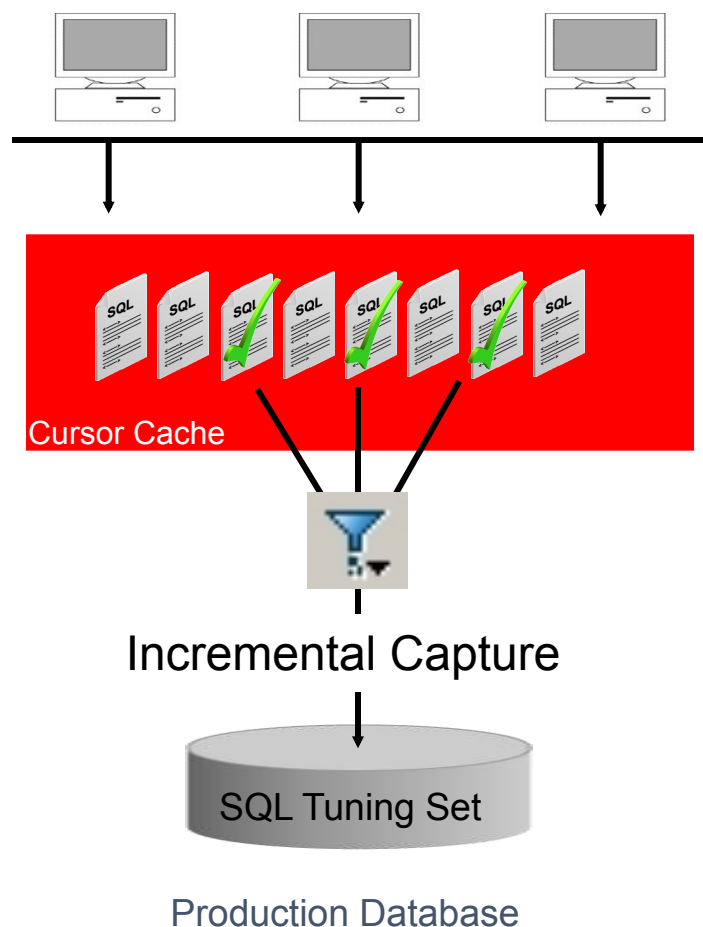 SQL SQL SQL SQL SQL SQL SQL SQL
Cursor Cache
Incremental Capture
SQL Tuning Set
Production Database